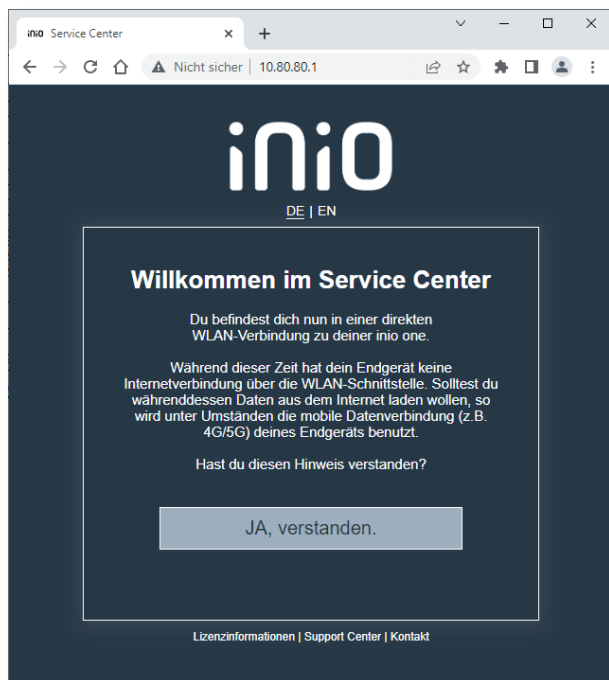 inio Service Center
Nicht sicher | 10.80.80.1
iniO
DE | EN
Willkommen im Service Center
Du befindest dich nun in einer direkten
WLAN-Verbindung zu deiner inio one.
Während dieser Zeit hat dein Endgerät keine
Internetverbindung über die WLAN-Schnittstelle. Solltest du
währenddessen Daten aus dem Internet laden wollen, so
wird unter Umständen die mobile Datenverbindung (z.B.
4G/5G) deines Endgeräts benutzt.
Hast du diesen Hinweis verstanden?
JA, verstanden.
Lizenzinformationen | Support Center | Kontakt